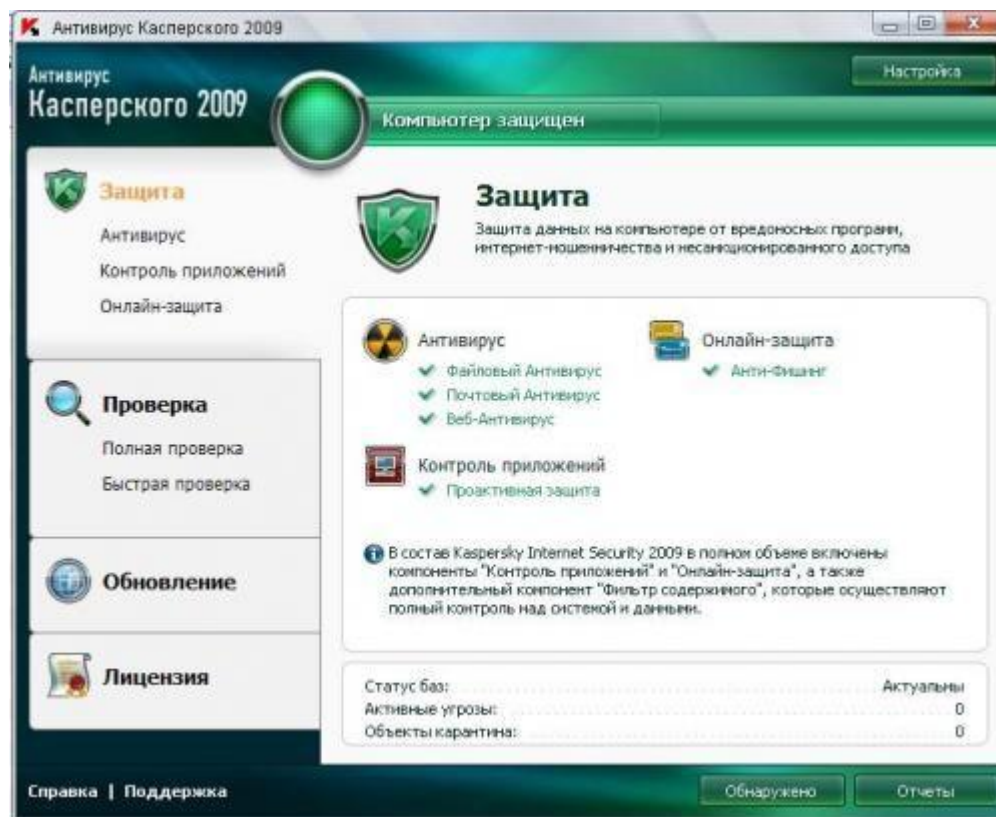 Антивирус Касперского 2009
Антивирус
Касперского 2009
Настройка
Компьютер защищен
Защита
Антивирус
Контроль приложений
Онлайн-защита
Проверка
Полная проверка
Быстрая проверка
Обновление
Лицензия
Защита
Защита данных на компьютере от вредоносных программ,
интернет-мошенничества и несанкционированного доступа
Антивирус
Файловый Антивирус
Почтовый Антивирус
Веб-Антивирус
Онлайн-защита
Анти-Фишинг
Контроль приложений
Проактивная защита
В состав Kaspersky Internet Security 2009 в полном объеме включены
компоненты "Контроль приложений" и "Онлайн-защита", а также
дополнительный компонент "Фильтр содержимого", которые осуществляют
полный контроль над системой и данными.
Статус баз: Актуальны
Активные угрозы: 0
Объекты карантина: 0
Справка | Поддержка
Обнаружено
Отчеты